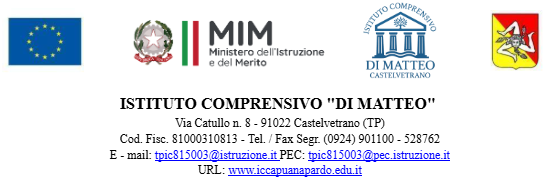 MIM
Ministero dell'Istruzione
e del Merito
ISTITUTO COMPRENSIVO
DI MATTEO
CASTELVETRANO
ISTITUTO COMPRENSIVO "DI MATTEO"
Via Catullo n. 8 - 91022 Castelvetrano (TP)
Cod. Fisc. 81000310813 - Tel. / Fax Segr. (0924) 901100 - 528762
E - mail: tpic815003@istruzione.it PEC: tpic815003@pec.istruzione.it
URL: www.iccapuanapardo.edu.it